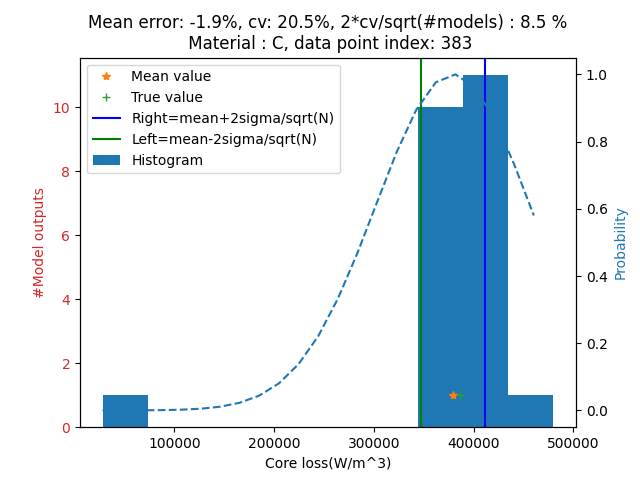 Mean error: -1.9%, cv: 20.5%, 2*cv/sqrt(#models) : 8.5 %
Material : C, data point index: 383
Mean value
True value
Right=mean+2sigma/sqrt(N)
Left=mean-2sigma/sqrt(N)
Histogram
#Model outputs
10
8
6
4
2
0
1.0
0.8
0.6
0.4
0.2
0.0
Probability
100000 200000 300000 400000 500000
Core loss(W/m^3)